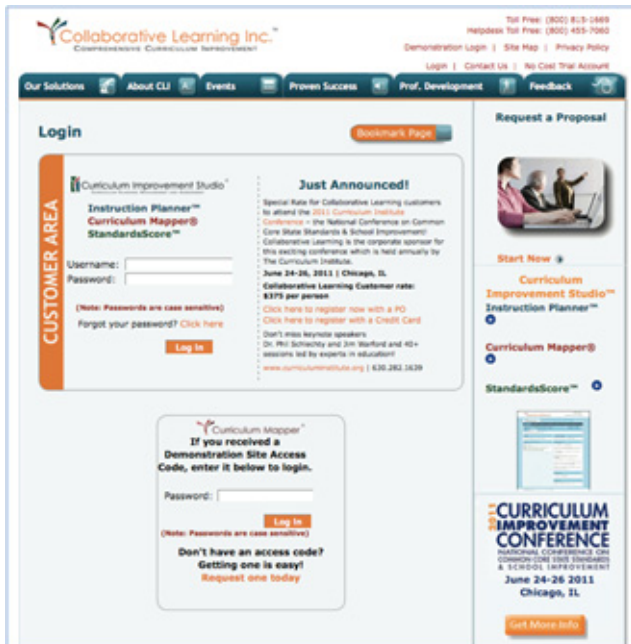 Collaborative Learning Inc.™
COMPREHENSIVE CURRICULUM IMPROVEMENT
Toll Free: (800) 815-1669
Helpdesk Toll Free: (800) 455-7060
Demonstration Login | Site Map | Privacy Policy
Login | Contact Us | No Cost Trial Account
Our Solutions About CLI Events Proven Success Prof. Development Feedback
Login
Bookmark Page
CUSTOMER AREA
Curriculum Improvement Studio™
Instruction Planner™
Curriculum Mapper®
StandardsScore™
Username:
Password:
(Note: Passwords are case sensitive)
Forgot your password? Click here
Log In
Just Announced!
Special Rate for Collaborative Learning customers
to attend the 2011 Curriculum Institute
Conference - the National Conference on Common
Core State Standards & School Improvement!
Collaborative Learning is the corporate sponsor for
this exciting conference which is held annually by
The Curriculum Institute.
June 24-26, 2011 | Chicago, IL
Collaborative Learning Customer rate:
$375 per person
Click here to register now with a PO
Click here to register with a Credit Card
Don't miss keynote speakers
Dr. Phil Schlechty and Jim Warford and 40+
sessions led by experts in education!
www.curriculuminstitute.org | 630.282.1639
Curriculum Mapper®
If you received a
Demonstration Site Access
Code, enter it below to login.
Password:
Log In
(Note: Passwords are case sensitive)
Don't have an access code?
Getting one is easy!
Request one today
Request a Proposal
Start Now
Curriculum
Improvement Studio™
Instruction Planner™
Curriculum Mapper®
StandardsScore™
2011 CURRICULUM
IMPROVEMENT
CONFERENCE
NATIONAL CONFERENCE ON
COMMON CORE STATE STANDARDS
& SCHOOL IMPROVEMENT
June 24-26 2011
Chicago, IL
Get More Info